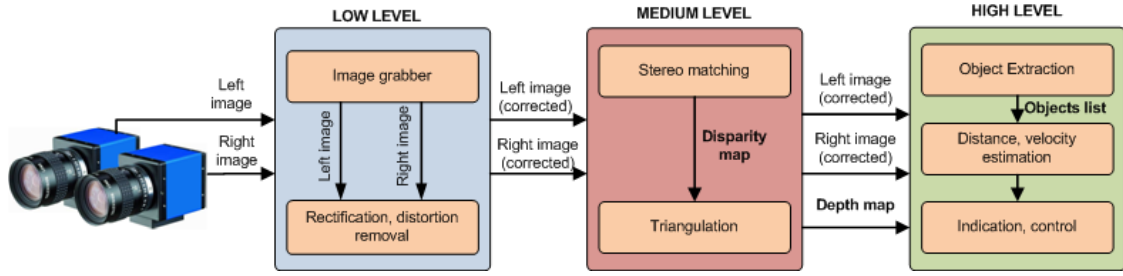 LOW LEVEL
MEDIUM LEVEL
HIGH LEVEL
Left
image
Right
image
Image grabber
Left image
Right image
Rectification, distortion
removal
Left image
(corrected)
Right image
(corrected)
Stereo matching
Disparity
map
Triangulation
Left image
(corrected)
Right image
(corrected)
Depth map
Object Extraction
Objects list
Distance, velocity
estimation
Indication, control